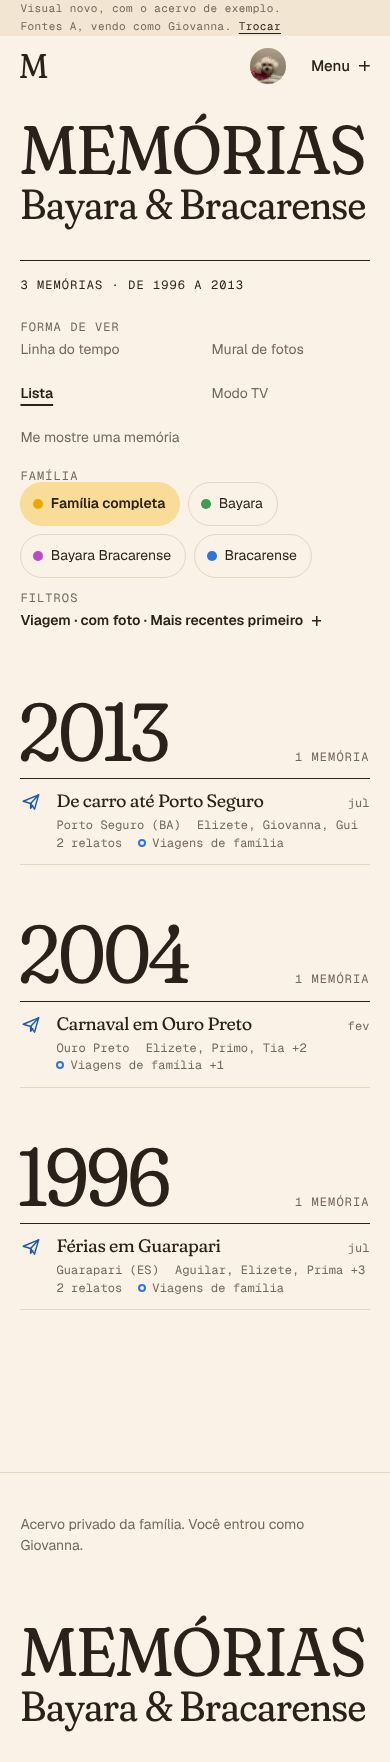 Visual novo, com o acervo de exemplo.
Fontes A, vendo como Giovanna. Trocar
M
Menu +
MEMÓRIAS
Bayara & Bracarense
3 MEMÓRIAS · DE 1996 A 2013
FORMA DE VER
Linha do tempo
Mural de fotos
Lista
Modo TV
Me mostre uma memória
FAMÍLIA
Família completa
Bayara
Bayara Bracarense
Bracarense
FILTROS
Viagem · com foto · Mais recentes primeiro +
2013
1 MEMÓRIA
De carro até Porto Seguro
jul
Porto Seguro (BA) Elizete, Giovanna, Gui
2 relatos Viagens de família
2004
1 MEMÓRIA
Carnaval em Ouro Preto
fev
Ouro Preto Elizete, Primo, Tia +2
Viagens de família +1
1996
1 MEMÓRIA
Férias em Guarapari
jul
Guarapari (ES) Aguilar, Elizete, Prima +3
2 relatos Viagens de família
Acervo privado da família. Você entrou como
Giovanna.
MEMÓRIAS
Bayara & Bracarense